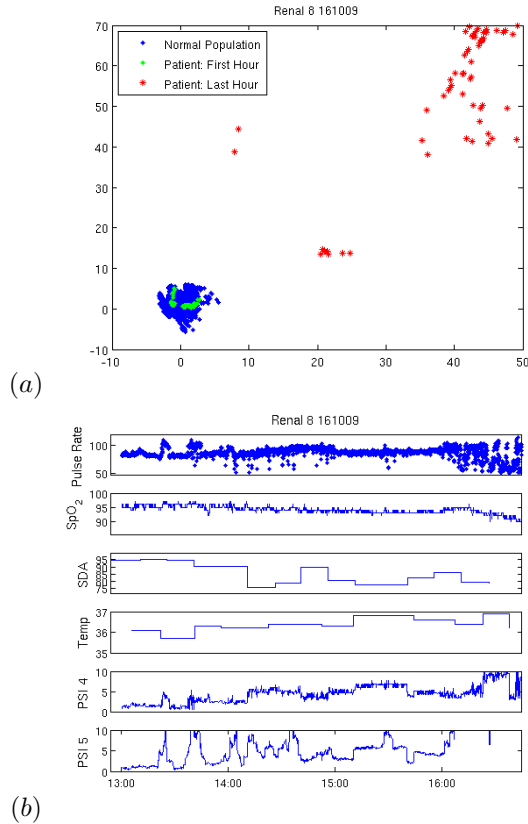 Renal 8 161009
70
60
50
40
30
20
10
0
-10
-10 0 10 20 30 40 50
Normal Population
Patient: First Hour
Patient: Last Hour
(a)
Renal 8 161009
Pulse Rate
100
50
SpO2
100
95
90
SDA
95
90
85
80
75
Temp
37
36
35
PSI 4
10
5
0
PSI 5
10
5
0
13:00 14:00 15:00 16:00
(b)